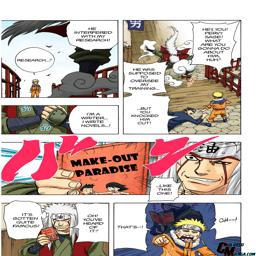 HEY, YOU!
PERVY
SAGE!
WHAT
ARE YOU
GONNA DO
ABOUT
HIM,
HUH?
HE WAS
SUPPOSED
TO
OVERSEE
MY
TRAINING...
...BUT
YOU
KNOCKED
HIM OUT!
HE
INTERFERED
WITH MY
RESEARCH!
RESEARCH...?
I'M A
WRITER...
I WRITE
NOVELS...!
...LIKE
THIS
ONE!
MAKE-OUT
PARADISE
THAT'S--!
OH!
YOU'VE
HEARD
OF IT?
IT'S
GOTTEN
QUITE
FAMOUS!